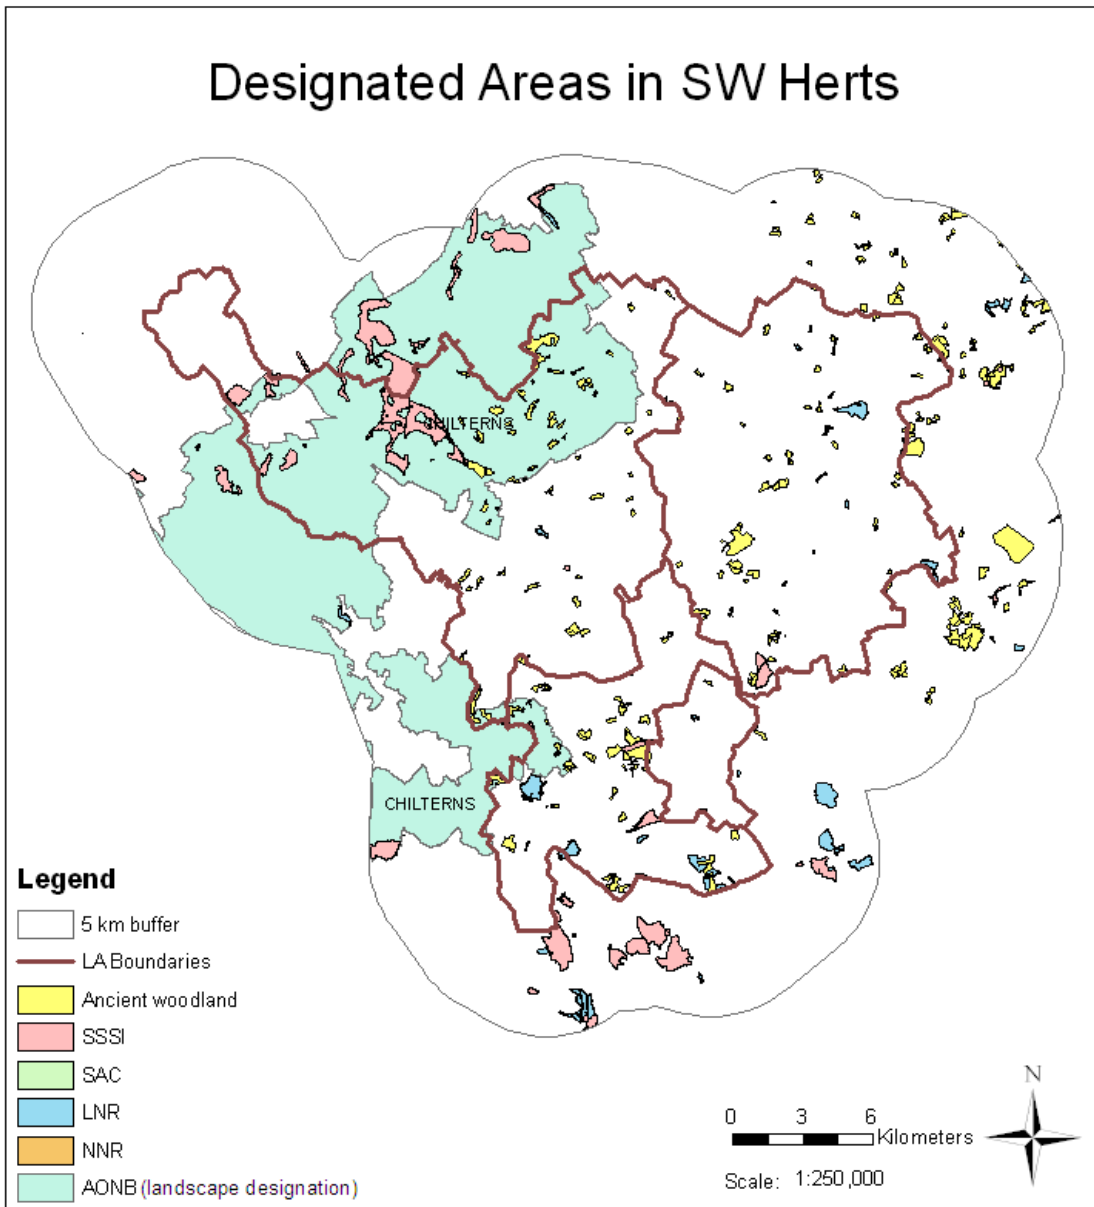 Designated Areas in SW Herts
CHILTERNS
CHILTERNS
Legend
5 km buffer
LA Boundaries
Ancient woodland
SSSI
SAC
LNR
NNR
AONB (landscape designation)
N
0 3 6
Kilometers
Scale: 1:250,000